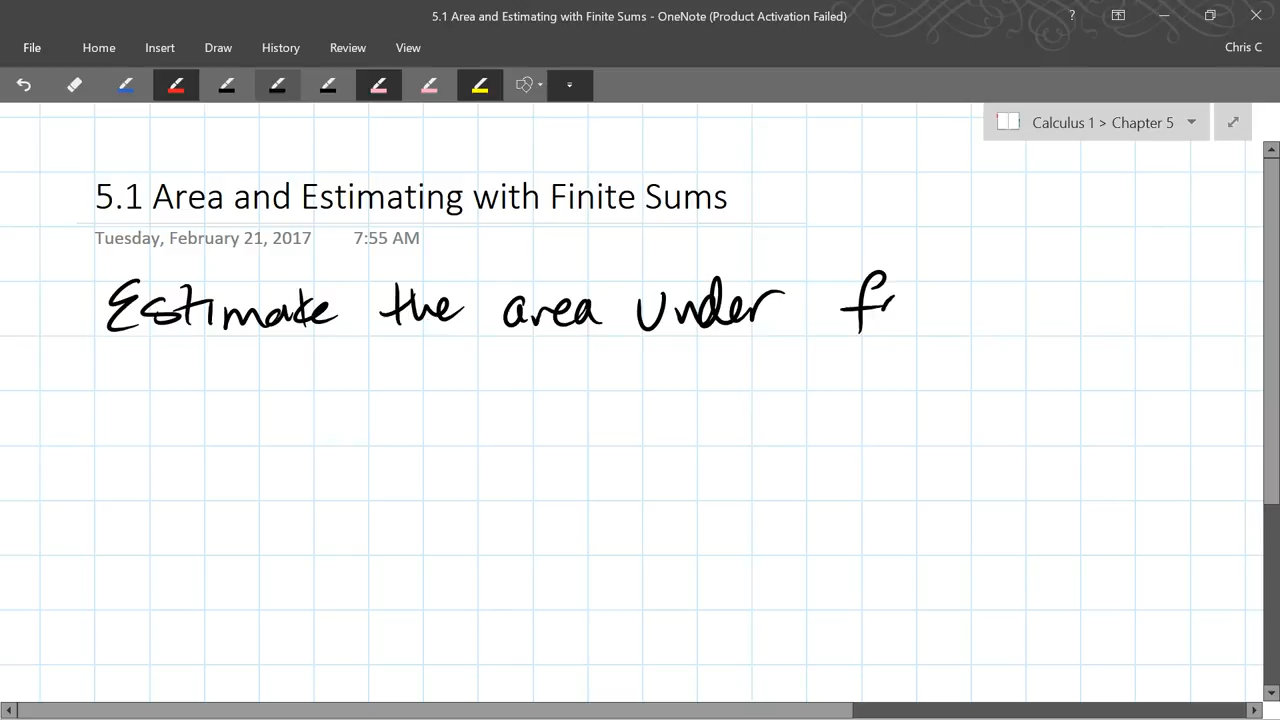 5.1 Area and Estimating with Finite Sums - OneNote (Product Activation Failed)
?
File Home Insert Draw History Review View
Chris C
Calculus 1 > Chapter 5
5.1 Area and Estimating with Finite Sums
Tuesday, February 21, 2017 7:55 AM
Estimate the area under f